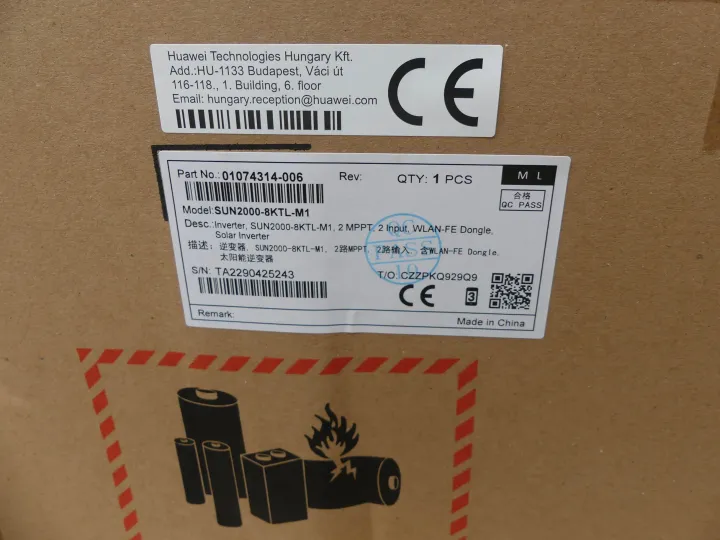 Huawei Technologies Hungary Kft.
Add.:HU-1133 Budapest, Váci út
116-118., 1. Building, 6. floor
Email: hungary.reception@huawei.com
CE
Part No.: 01074314-006 Rev: QTY: 1 PCS M L
合格
QC PASS
Model: SUN2000-8KTL-M1
Desc.: Inverter, SUN2000-8KTL-M1, 2 MPPT, 2 Input, WLAN-FE Dongle,
Solar Inverter
描述: 逆变器, SUN2000-8KTL-M1, 2路MPPT, 2路输入, 含WLAN-FE Dongle,
太阳能逆变器
QC
PASS
19
S/N: TA2290425243 T/O: CZZPKQ929Q9
CE 3
Remark: Made in China